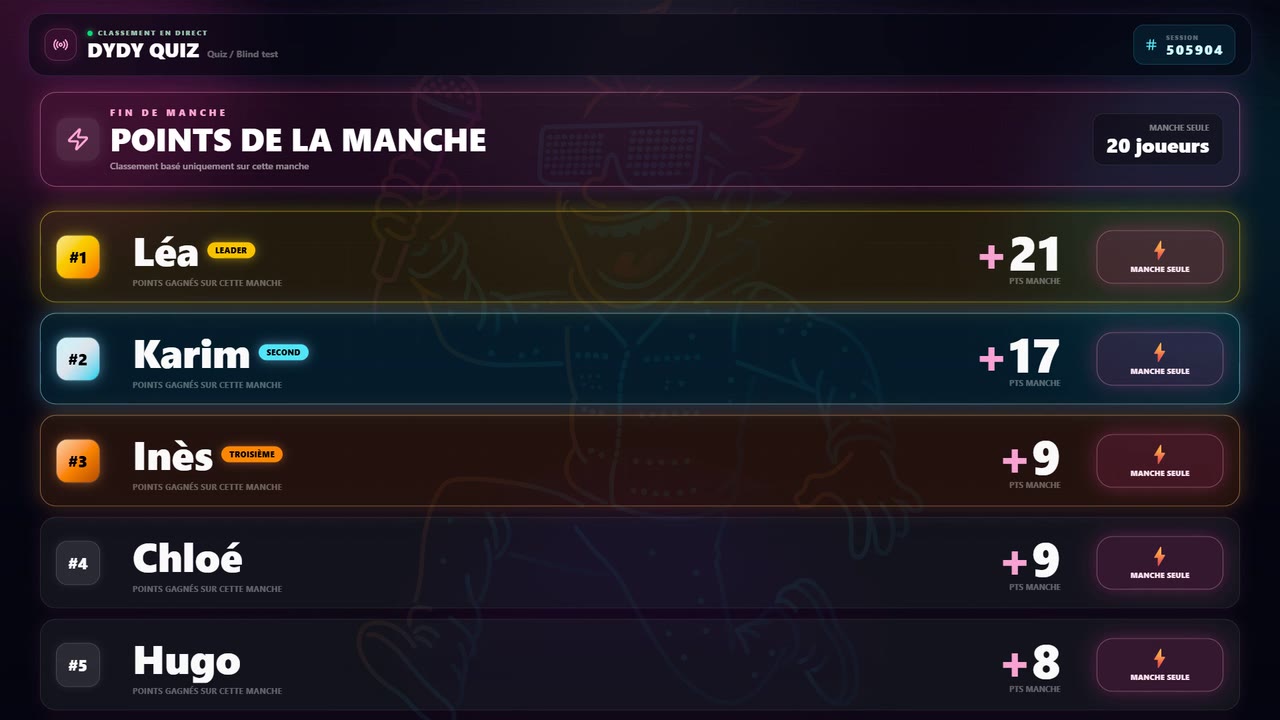 CLASSEMENT EN DIRECT
DYDY QUIZ Quiz / Blind test
# SESSION
505904
FIN DE MANCHE
POINTS DE LA MANCHE
Classement basé uniquement sur cette manche
MANCHE SEULE
20 joueurs
#1
Léa LEADER
POINTS GAGNÉS SUR CETTE MANCHE
+21
PTS MANCHE
MANCHE SEULE
#2
Karim SECOND
POINTS GAGNÉS SUR CETTE MANCHE
+17
PTS MANCHE
MANCHE SEULE
#3
Inès TROISIÈME
POINTS GAGNÉS SUR CETTE MANCHE
+9
PTS MANCHE
MANCHE SEULE
#4
Chloé
POINTS GAGNÉS SUR CETTE MANCHE
+9
PTS MANCHE
MANCHE SEULE
#5
Hugo
POINTS GAGNÉS SUR CETTE MANCHE
+8
PTS MANCHE
MANCHE SEULE